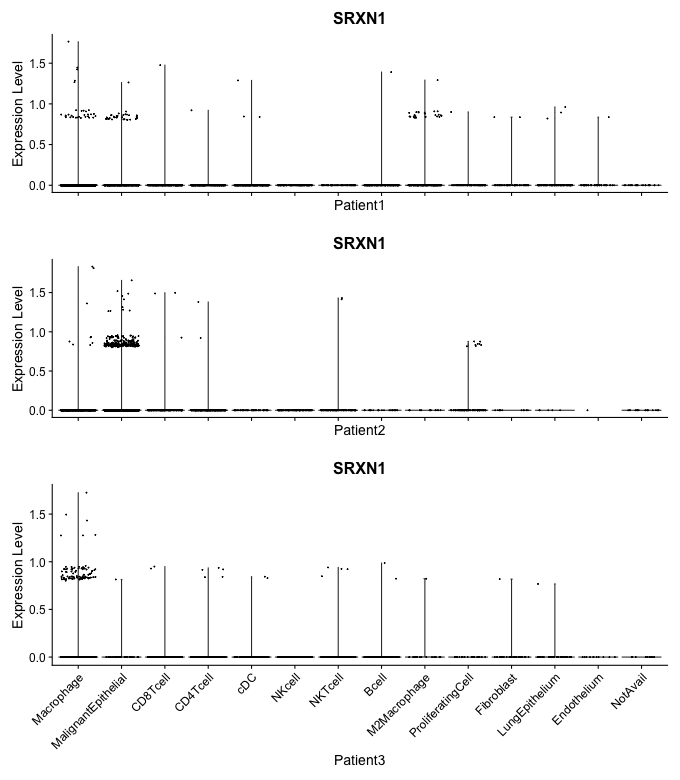 SRXN1
Expression Level
1.5
1.0
0.5
0.0
Patient1
SRXN1
Expression Level
1.5
1.0
0.5
0.0
Patient2
SRXN1
Expression Level
1.5
1.0
0.5
0.0
Macrophage
MalignantEpithelial
CD8Tcell
CD4Tcell
cDC
NKcell
NKTcell
Bcell
M2Macrophage
ProliferatingCell
Fibroblast
LungEpithelium
Endothelium
NotAvail
Patient3